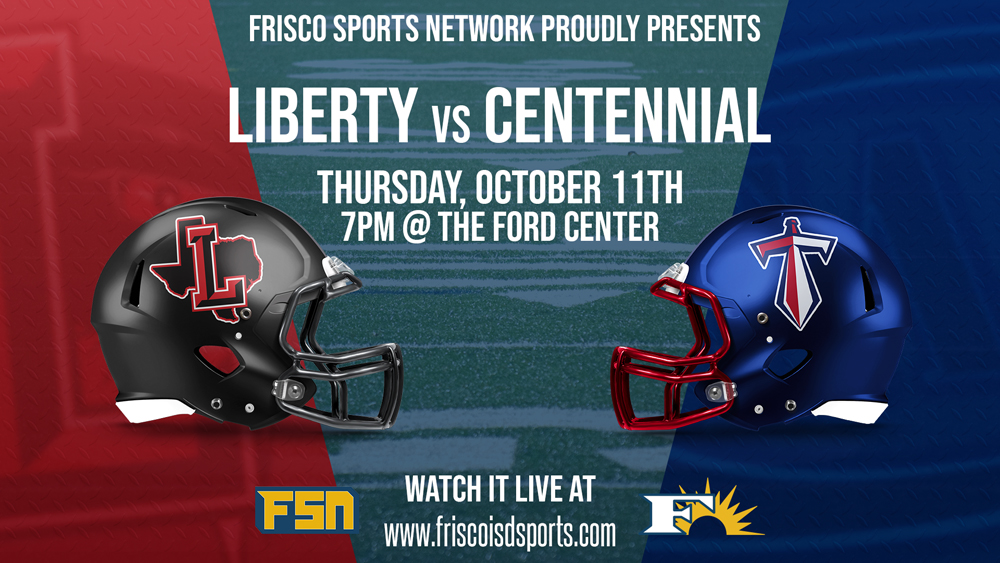 FRISCO SPORTS NETWORK PROUDLY PRESENTS
LIBERTY VS CENTENNIAL
THURSDAY, OCTOBER 11TH
7PM @ THE FORD CENTER
L
T
WATCH IT LIVE AT
www.friscoisdsports.com
FSN
F